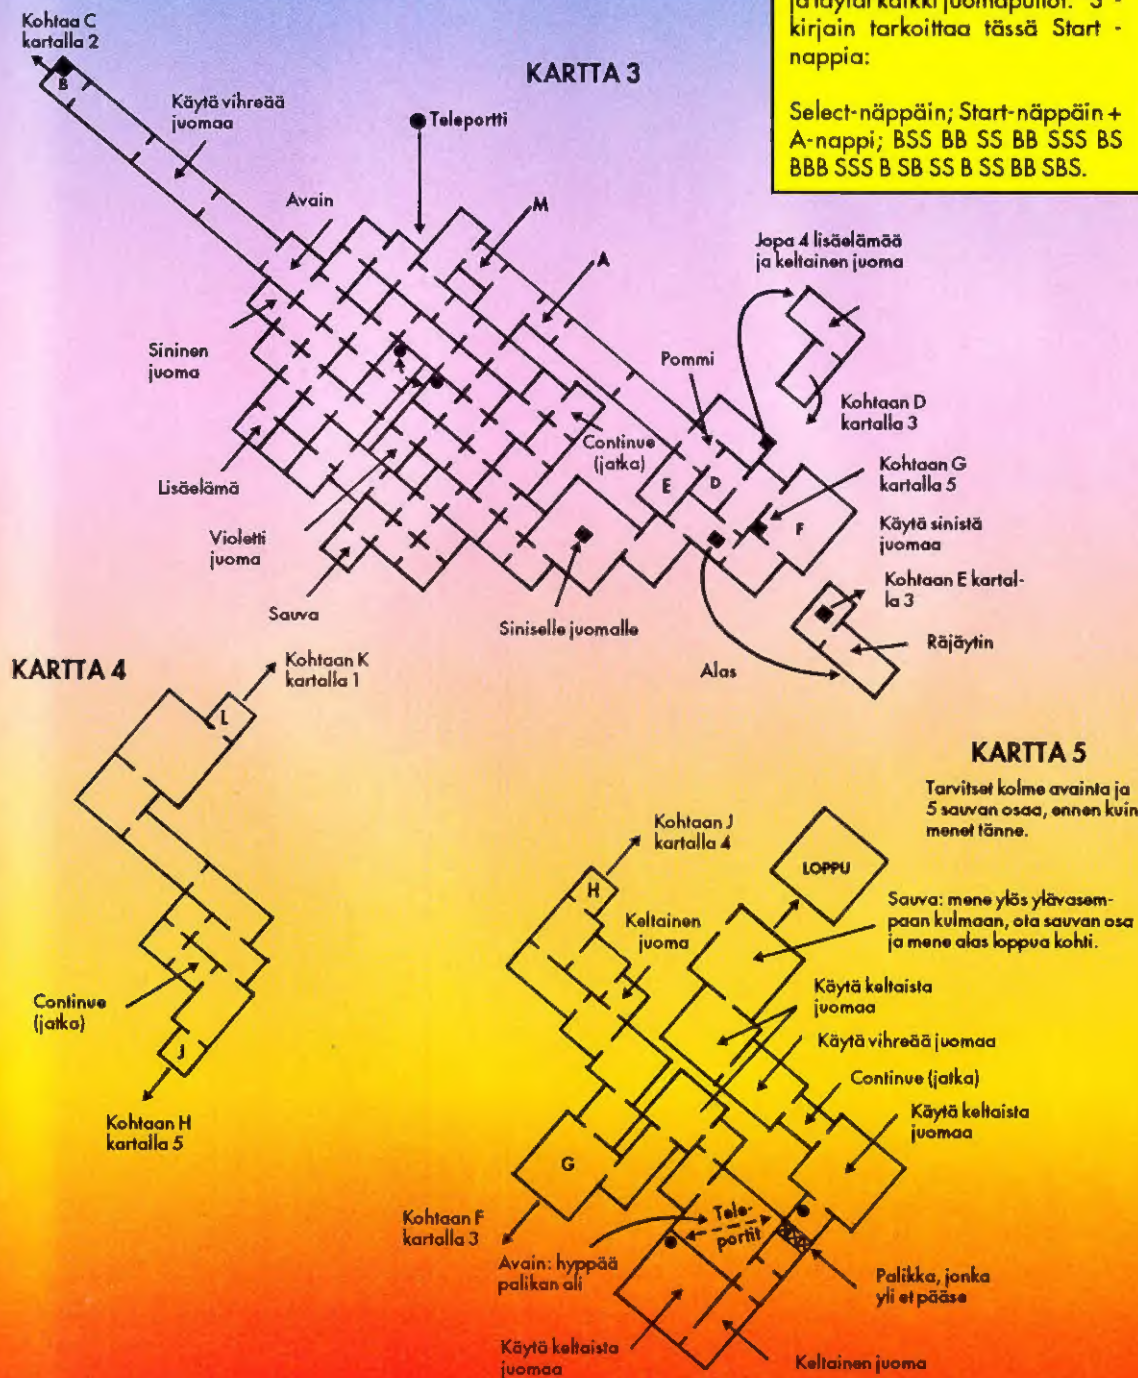 kirjain tarkoittaa tässä Start -
nappia:
Select-näppäin; Start-näppäin +
A-nappi; BSS BB SS BB SSS BS
BBB SSS B SB SS B SS BB SBS.
Kohtaa C
kartalla 2
B
KARTTA 3
Käytä vihreää
juomaa
Teleportti
Avain
M
A
Jopa 4 lisäelämää
ja keltainen juoma
Sininen
juoma
Pommi
Kohtaan D
kartalla 3
Continue
(jatka)
E
D
F
Kohtaan G
kartalla 5
Lisäelämä
Käytä sinistä
juomaa
Violetti
juoma
Kohtaan E kartal-
la 3
Sauva
Siniselle juomalle
Räjäytin
Alas
KARTTA 4
Kohtaan K
kartalla 1
L
Continue
(jatka)
J
Kohtaan H
kartalla 5
KARTTA 5
Tarvitset kolme avainta ja
5 sauvan osaa, ennen kuin
menet tänne.
Kohtaan J
kartalla 4
LOPPU
H
Keltainen
juoma
Sauva: mene ylös ylävasem-
paan kulmaan, ota sauvan osa
ja mene alas loppua kohti.
Käytä keltaista
juomaa
Käytä vihreää juomaa
Continue (jatka)
Käytä keltaista
juomaa
G
Kohtaan F
kartalla 3
Tele-
portit
Avain: hyppää
palikan ali
Palikka, jonka
yli et pääse
Käytä keltaista
juomaa
Keltainen juoma